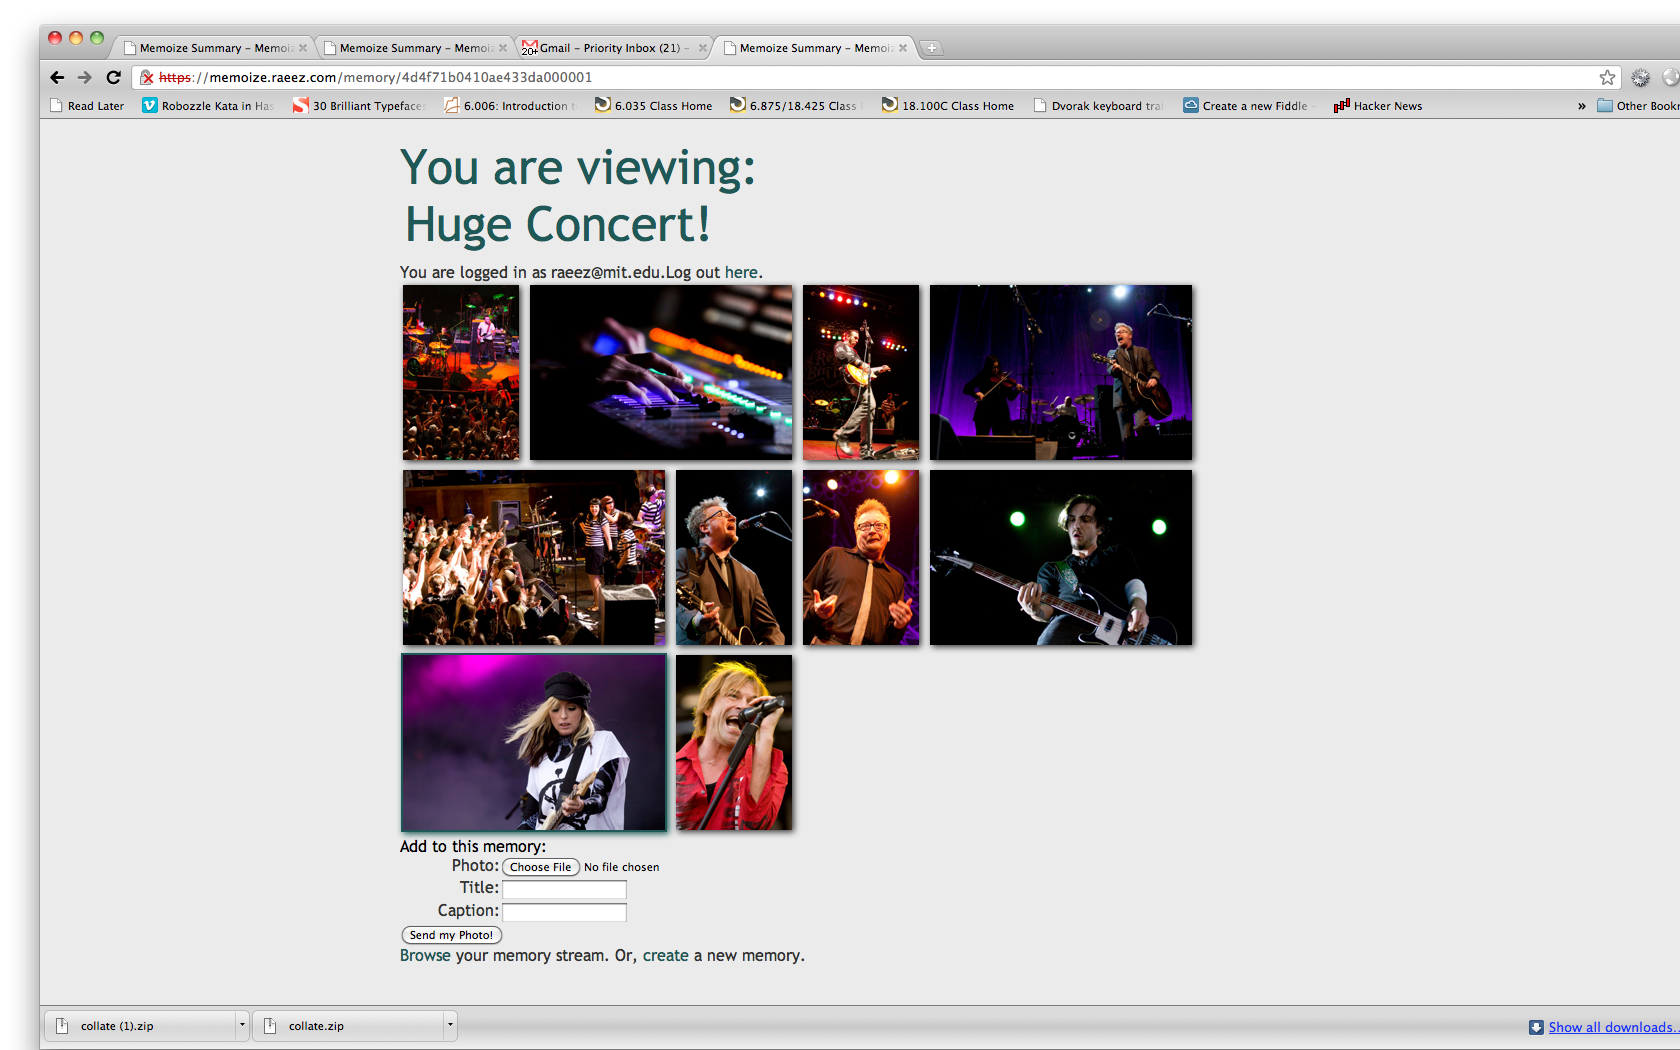 Memoize Summary – Memoiz
Memoize Summary – Memoiz
20+ Gmail – Priority Inbox (21) –
Memoize Summary – Memoiz
https://memoize.raeez.com/memory/4d4f71b0410ae433da000001
Read Later
Robozzle Kata in Has
30 Brilliant Typefaces
6.006: Introduction t
6.035 Class Home
6.875/18.425 Class
18.100C Class Home
Dvorak keyboard trai
Create a new Fiddle –
Hacker News
»
Other Bookr
You are viewing:
Huge Concert!
You are logged in as raeez@mit.edu.Log out here.
Add to this memory:
Photo: Choose File No file chosen
Title:
Caption:
Send my Photo!
Browse your memory stream. Or, create a new memory.
collate (1).zip
collate.zip
Show all downloads..